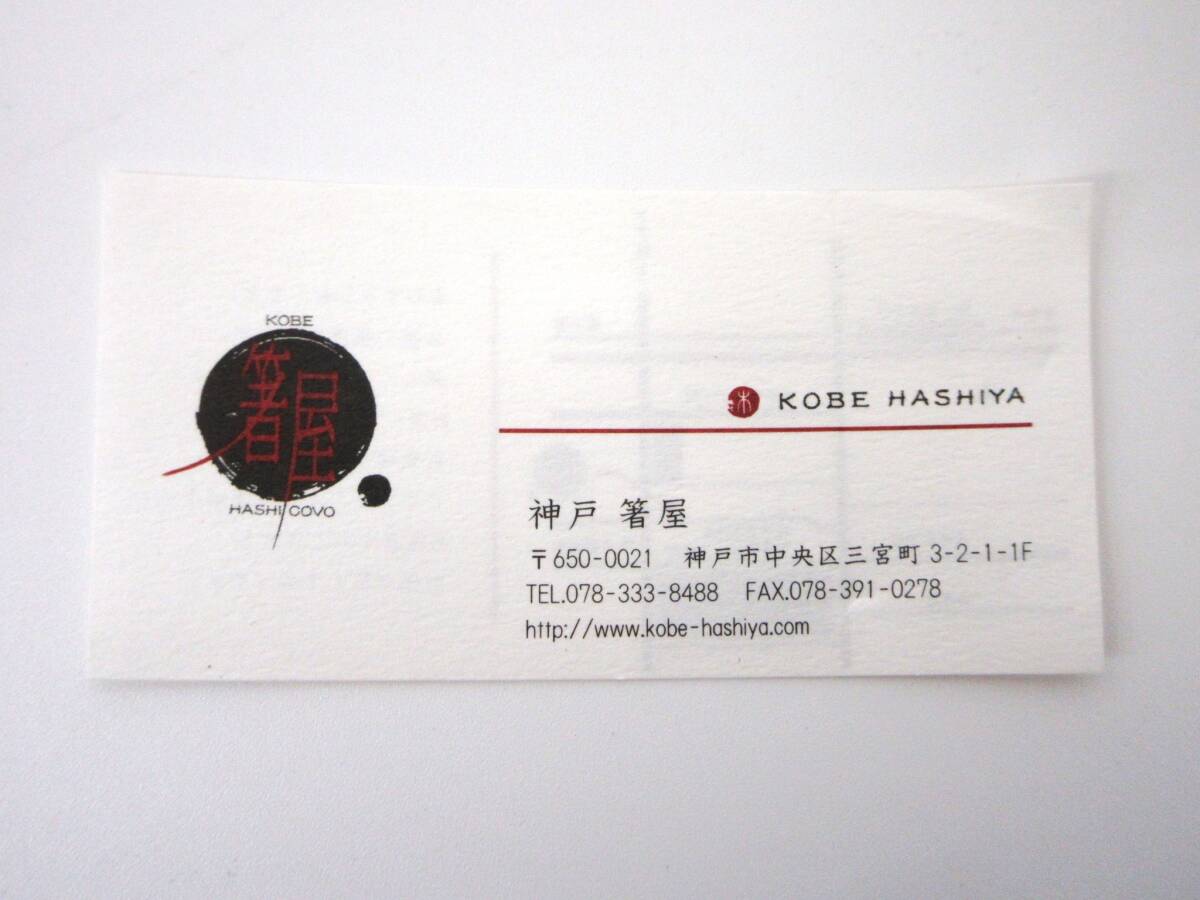 KOBE
箸屋
HASHI COVO
木 KOBE HASHIYA
神戸 箸屋
〒650-0021 神戸市中央区三宮町 3-2-1-1F
TEL.078-333-8488 FAX.078-391-0278
http://www.kobe-hashiya.com